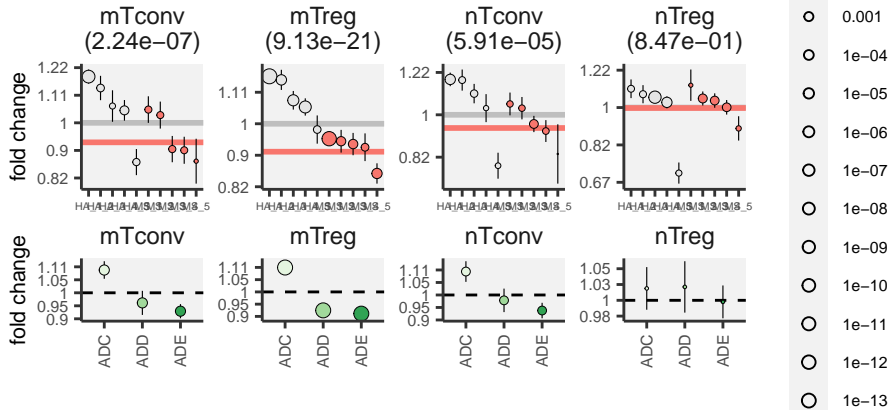 mTconv
(2.24e−07)
mTreg
(9.13e−21)
nTconv
(5.91e−05)
nTreg
(8.47e−01)
fold change
1.22
1.11
1
0.9
0.82
1.11
1
0.9
0.82
1.22
1
0.82
1.22
1
0.82
0.67
mTconv
mTreg
nTconv
nTreg
fold change
1.11
1.05
1
0.95
0.9
ADC
ADD
ADE
1.11
1.05
1
0.95
0.9
ADC
ADD
ADE
1.11
1.05
1
0.95
0.9
ADC
ADD
ADE
1.05
1.03
1
0.98
ADC
ADD
ADE
0.001
1e−04
1e−05
1e−06
1e−07
1e−08
1e−09
1e−10
1e−11
1e−12
1e−13